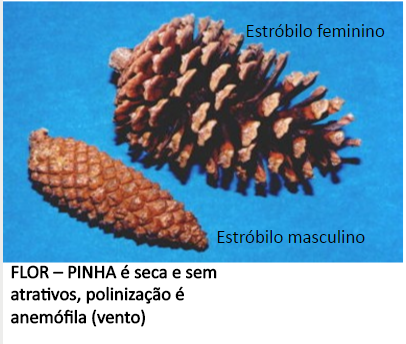 Estróbilo feminino
Estróbilo masculino
FLOR – PINHA é seca e sem
atrativos, polinização é
anemófila (vento)